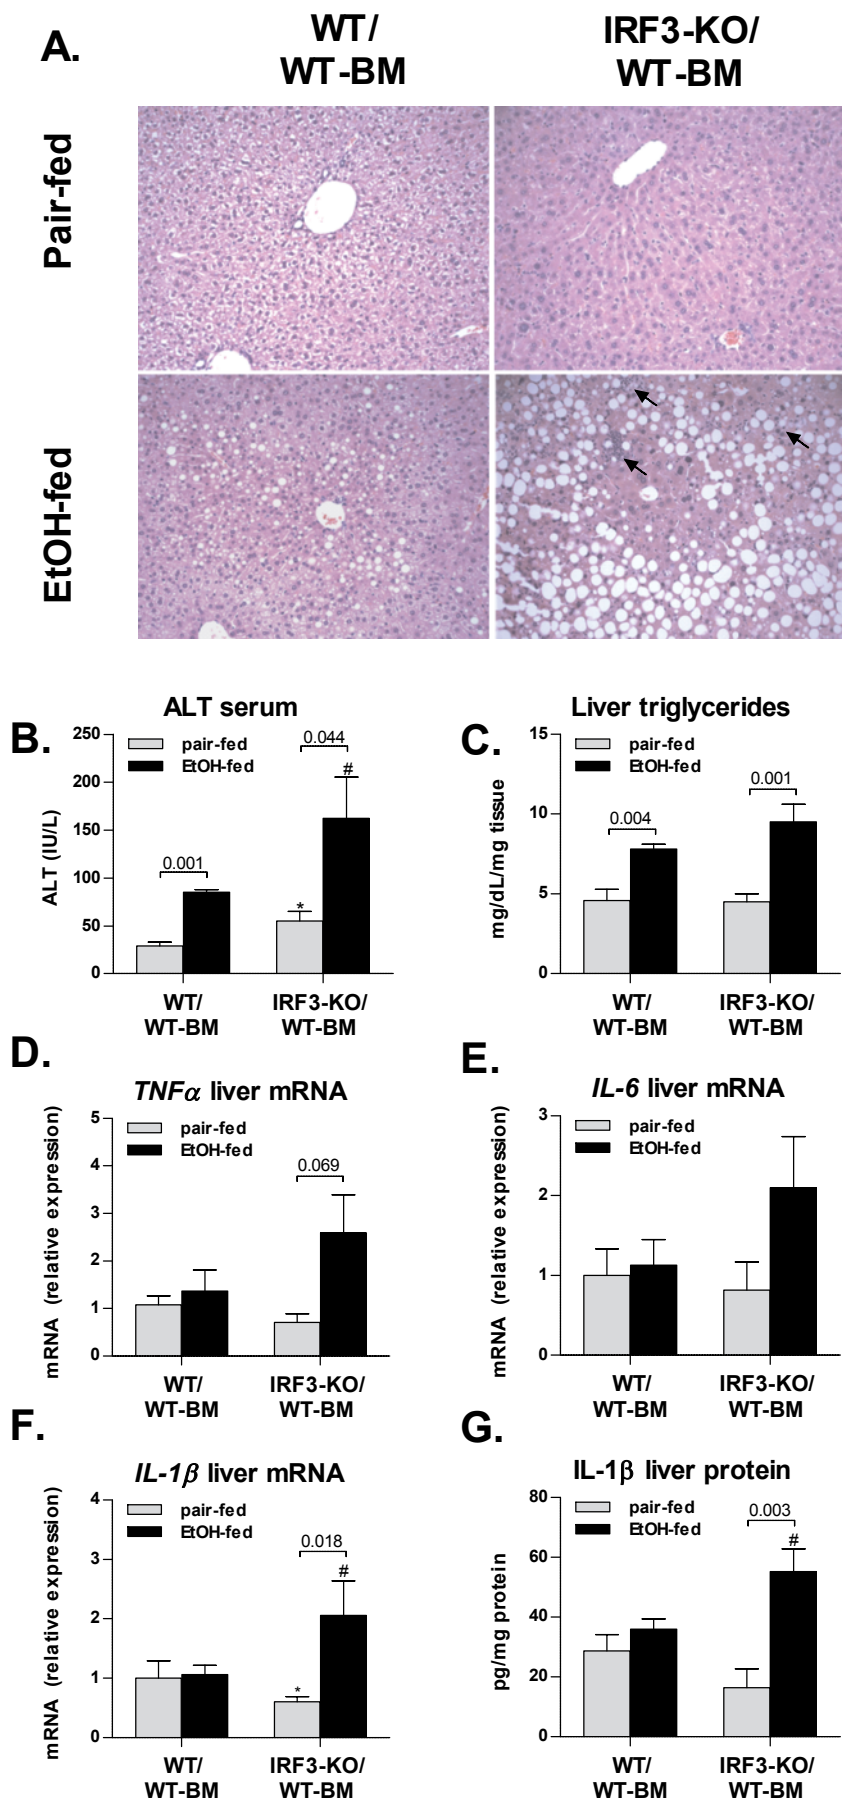 A.
WT/
WT-BM
IRF3-KO/
WT-BM
Pair-fed
EtOH-fed
B.
ALT serum
pair-fed
EtOH-fed
ALT (IU/L)
250
200
150
100
50
0
0.001
0.044
*
#
WT/
WT-BM
IRF3-KO/
WT-BM
C.
Liver triglycerides
pair-fed
EtOH-fed
mg/dL/mg tissue
15
10
5
0
0.004
0.001
WT/
WT-BM
IRF3-KO/
WT-BM
D.
TNFα liver mRNA
pair-fed
EtOH-fed
mRNA (relative expression)
5
4
3
2
1
0
0.069
WT/
WT-BM
IRF3-KO/
WT-BM
E.
IL-6 liver mRNA
pair-fed
EtOH-fed
mRNA (relative expression)
3
2
1
0
WT/
WT-BM
IRF3-KO/
WT-BM
F.
IL-1β liver mRNA
pair-fed
EtOH-fed
mRNA (relative expression)
4
3
2
1
0
0.018
*
#
WT/
WT-BM
IRF3-KO/
WT-BM
G.
IL-1β liver protein
pair-fed
EtOH-fed
pg/mg protein
80
60
40
20
0
0.003
#
WT/
WT-BM
IRF3-KO/
WT-BM